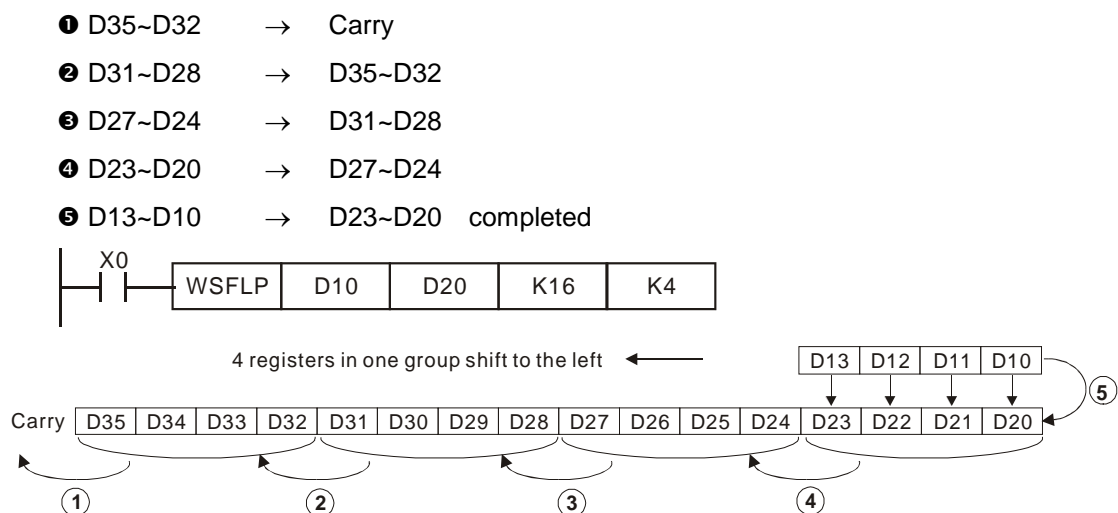 ❶ D35~D32 → Carry
❷ D31~D28 → D35~D32
❸ D27~D24 → D31~D28
❹ D23~D20 → D27~D24
❺ D13~D10 → D23~D20 completed
X0
WSFLP D10 D20 K16 K4
4 registers in one group shift to the left
D13 D12 D11 D10
5
Carry D35 D34 D33 D32 D31 D30 D29 D28 D27 D26 D25 D24 D23 D22 D21 D20
1 2 3 4